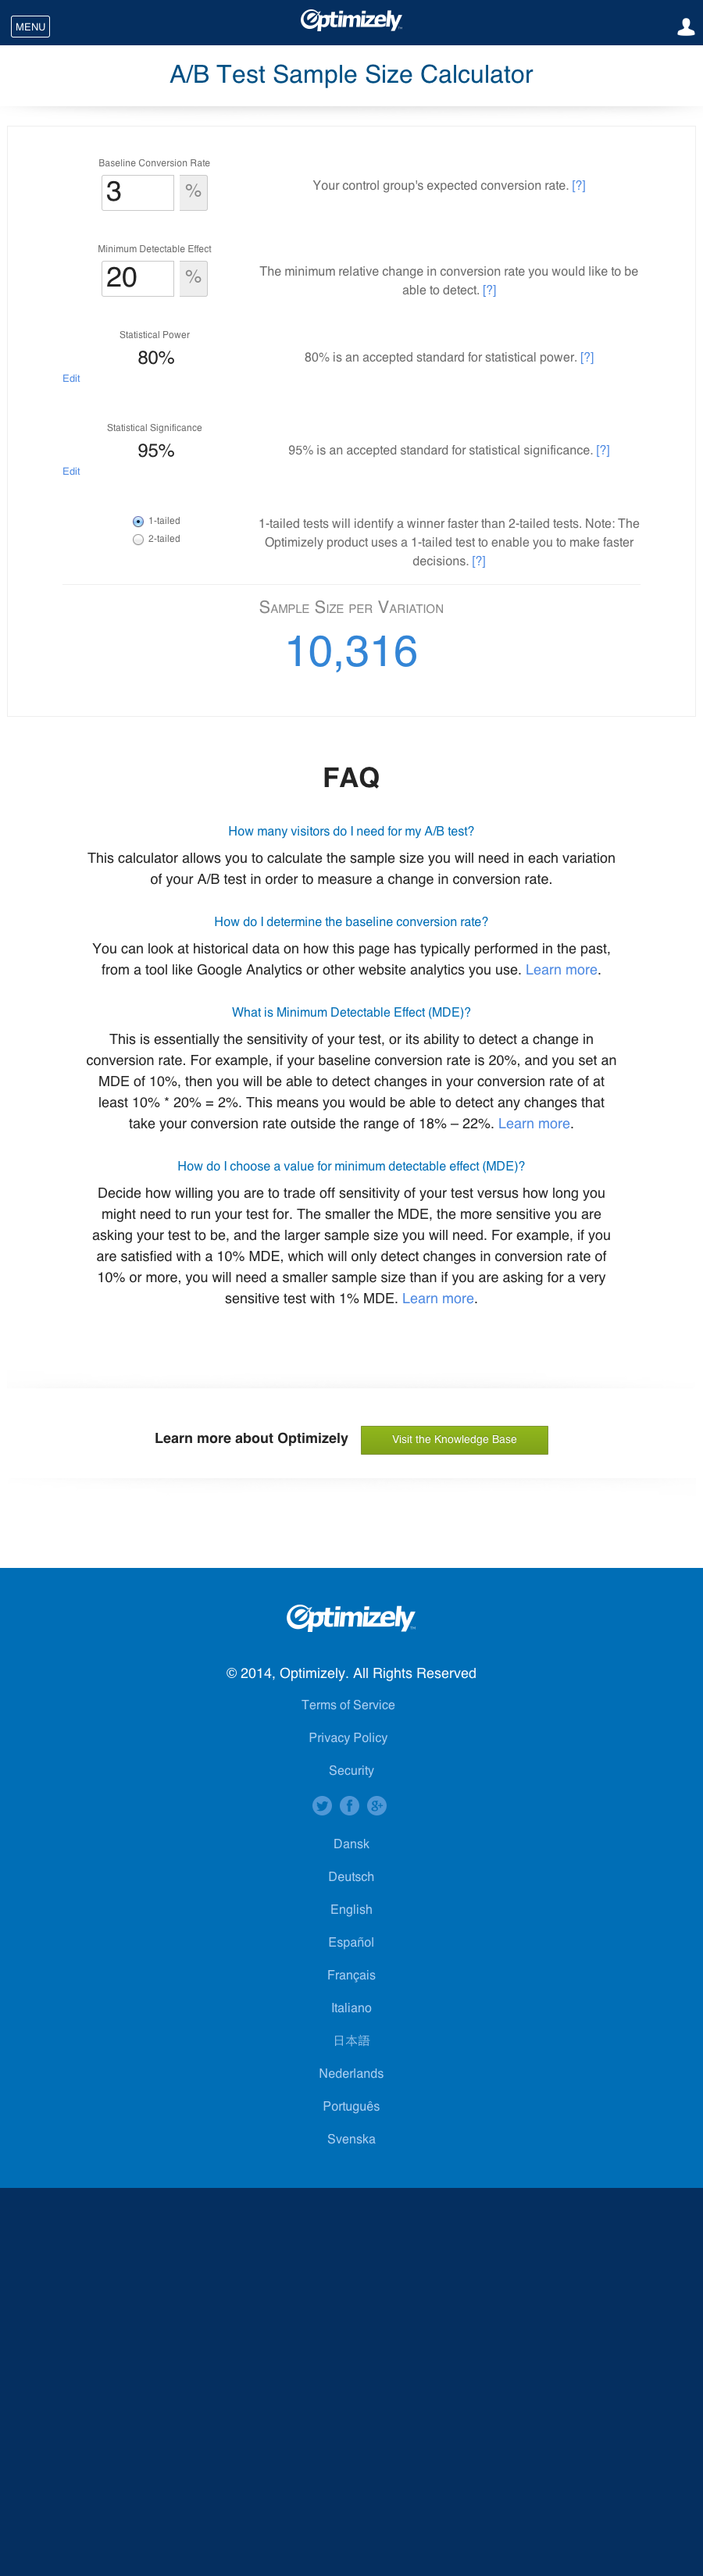 MENU
Optimizely
A/B Test Sample Size Calculator
Baseline Conversion Rate
3 %
Your control group's expected conversion rate. [?]
Minimum Detectable Effect
20 %
The minimum relative change in conversion rate you would like to be
able to detect. [?]
Statistical Power
80%
80% is an accepted standard for statistical power. [?]
Edit
Statistical Significance
95%
95% is an accepted standard for statistical significance. [?]
Edit
1-tailed
2-tailed
1-tailed tests will identify a winner faster than 2-tailed tests. Note: The
Optimizely product uses a 1-tailed test to enable you to make faster
decisions. [?]
Sample Size per Variation
10,316
FAQ
How many visitors do I need for my A/B test?
This calculator allows you to calculate the sample size you will need in each variation
of your A/B test in order to measure a change in conversion rate.
How do I determine the baseline conversion rate?
You can look at historical data on how this page has typically performed in the past,
from a tool like Google Analytics or other website analytics you use. Learn more.
What is Minimum Detectable Effect (MDE)?
This is essentially the sensitivity of your test, or its ability to detect a change in
conversion rate. For example, if your baseline conversion rate is 20%, and you set an
MDE of 10%, then you will be able to detect changes in your conversion rate of at
least 10% * 20% = 2%. This means you would be able to detect any changes that
take your conversion rate outside the range of 18% – 22%. Learn more.
How do I choose a value for minimum detectable effect (MDE)?
Decide how willing you are to trade off sensitivity of your test versus how long you
might need to run your test for. The smaller the MDE, the more sensitive you are
asking your test to be, and the larger sample size you will need. For example, if you
are satisfied with a 10% MDE, which will only detect changes in conversion rate of
10% or more, you will need a smaller sample size than if you are asking for a very
sensitive test with 1% MDE. Learn more.
Learn more about Optimizely
Visit the Knowledge Base
Optimizely
© 2014, Optimizely. All Rights Reserved
Terms of Service
Privacy Policy
Security
Dansk
Deutsch
English
Español
Français
Italiano
日本語
Nederlands
Português
Svenska